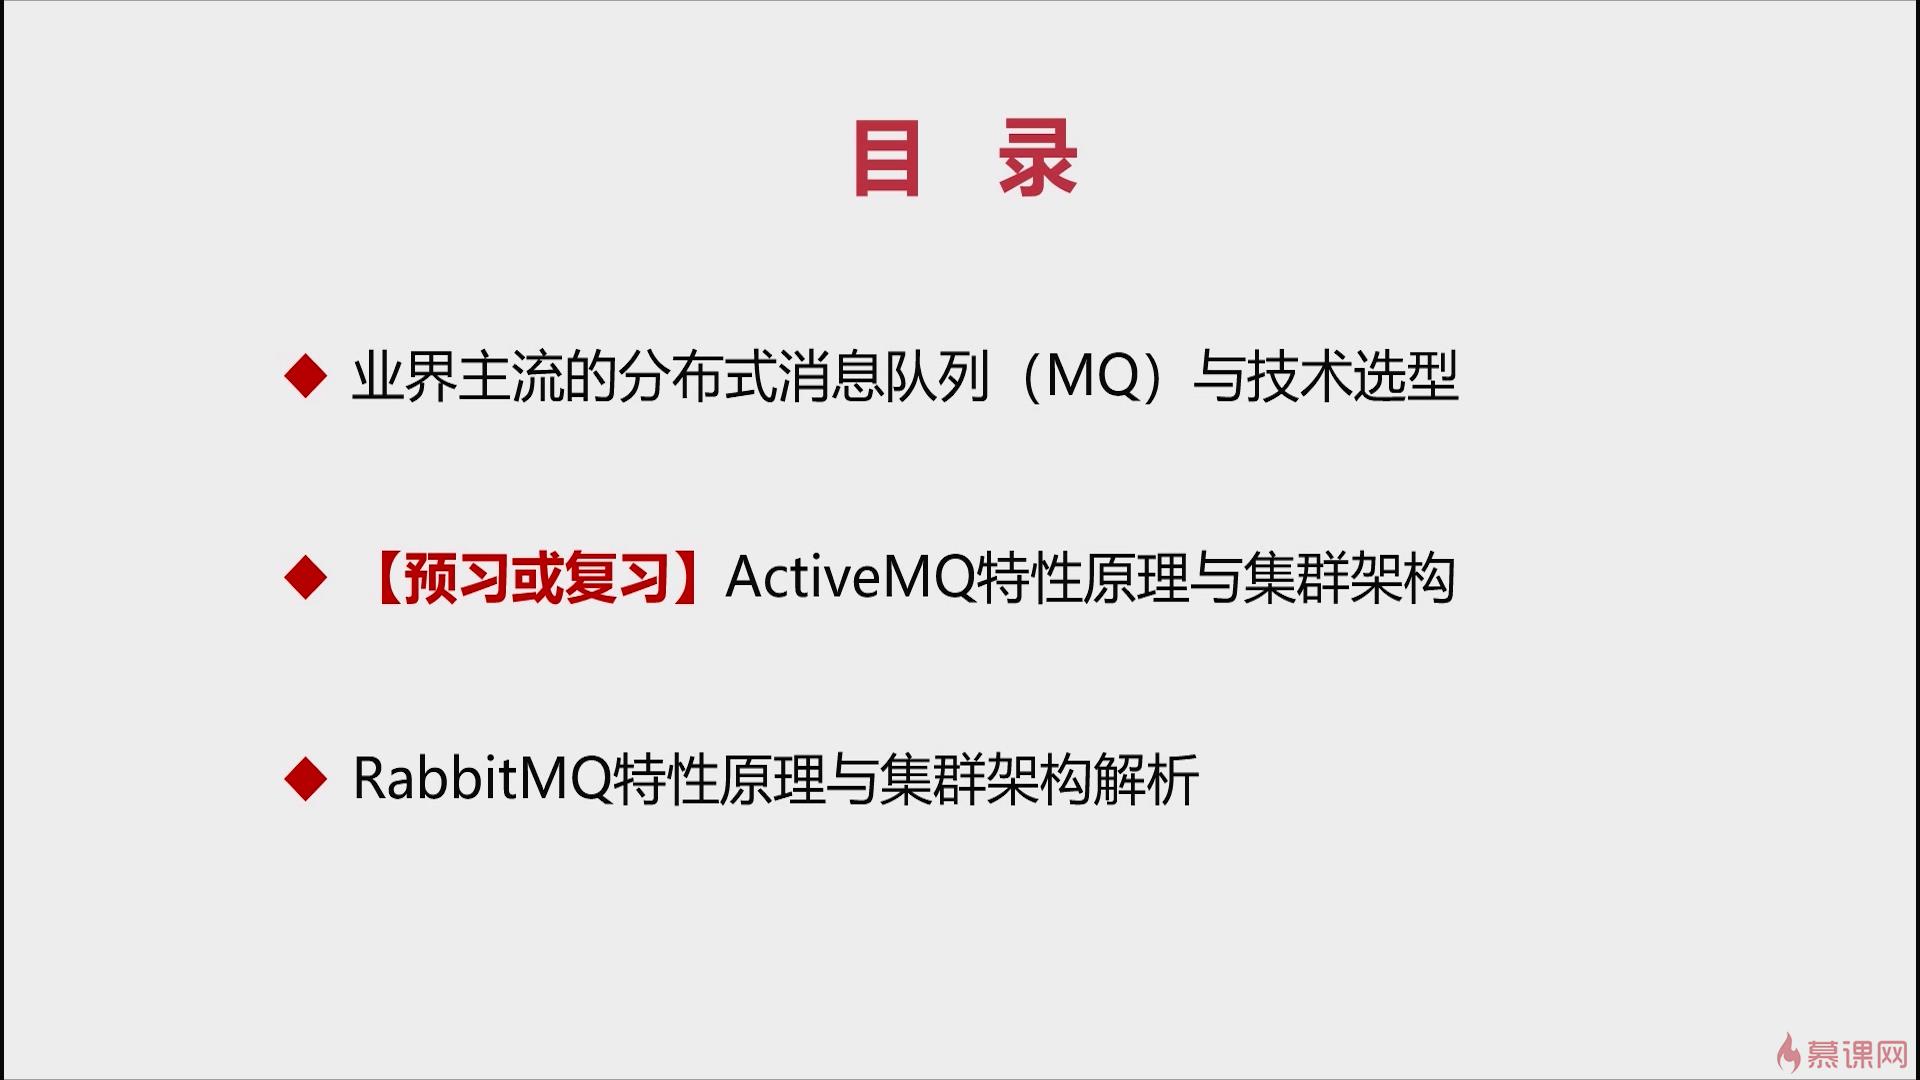 目 录
业界主流的分布式消息队列（MQ）与技术选型
【预习或复习】ActiveMQ特性原理与集群架构
RabbitMQ特性原理与集群架构解析
慕课网